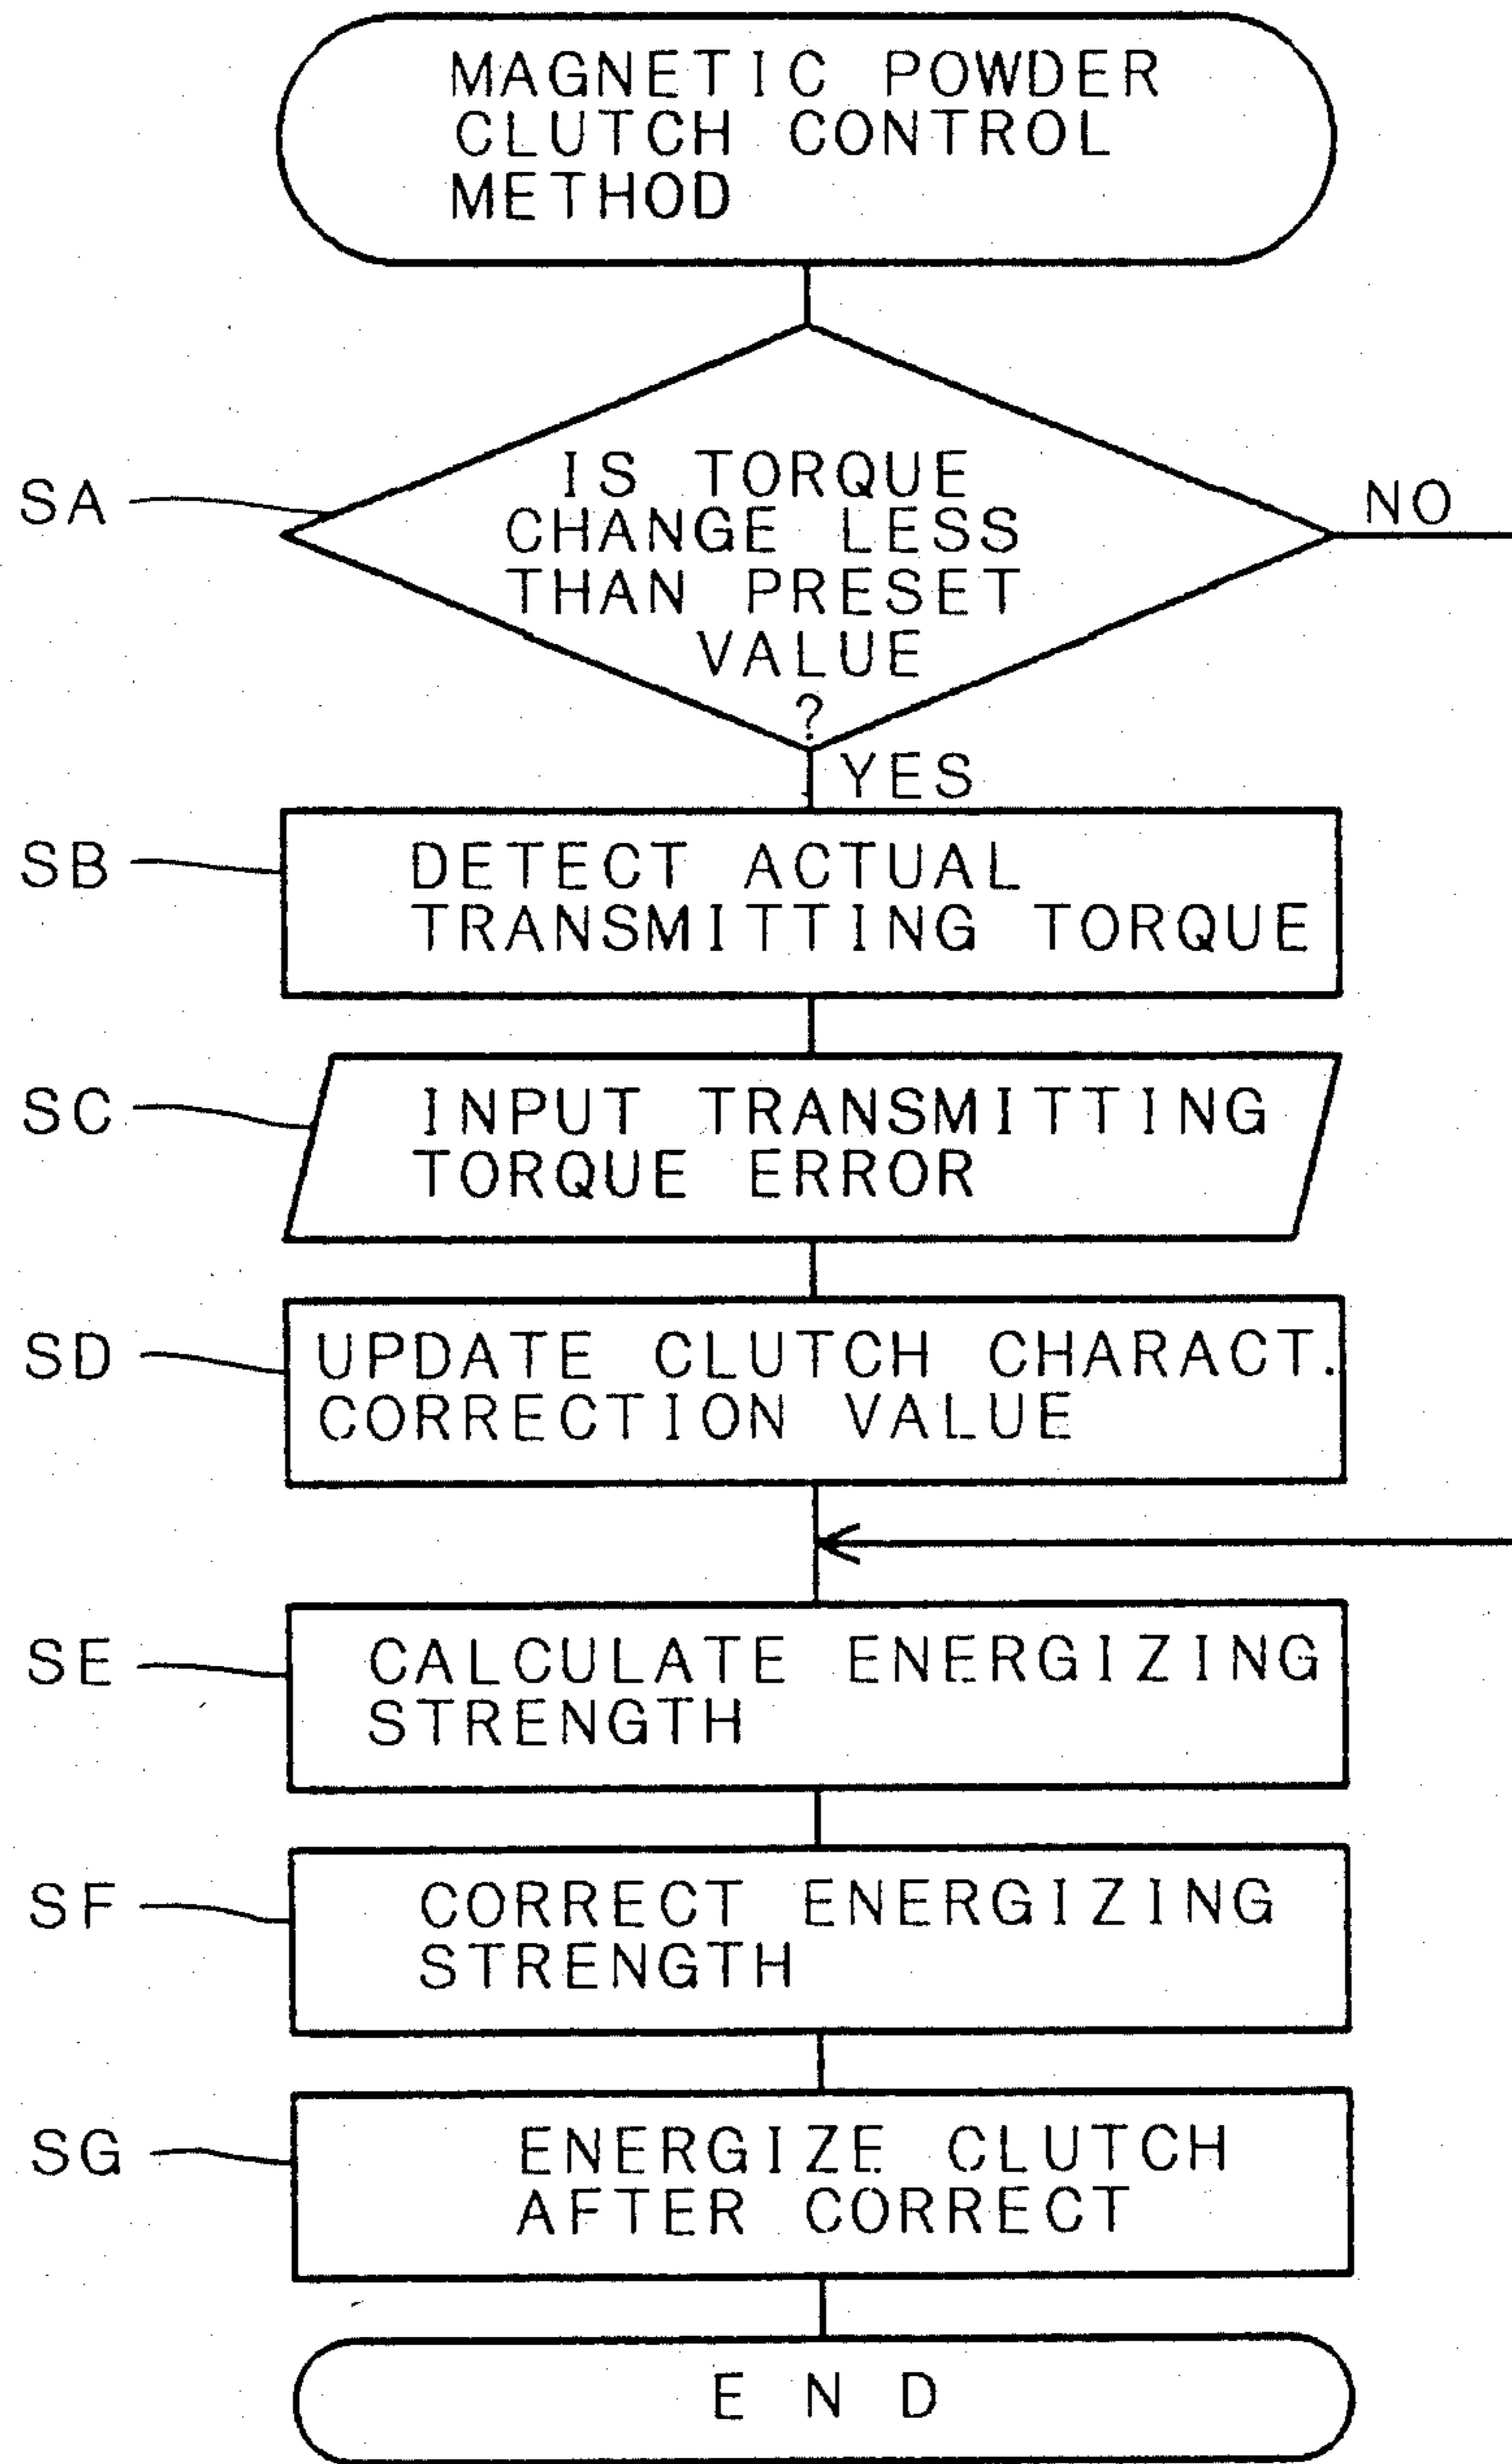 MAGNETIC POWDER
CLUTCH CONTROL
METHOD
SA
IS TORQUE
CHANGE LESS
THAN PRESET
VALUE
?
NO
YES
SB
DETECT ACTUAL
TRANSMITTING TORQUE
SC
INPUT TRANSMITTING
TORQUE ERROR
SD
UPDATE CLUTCH CHARACT.
CORRECTION VALUE
SE
CALCULATE ENERGIZING
STRENGTH
SF
CORRECT ENERGIZING
STRENGTH
SG
ENERGIZE CLUTCH
AFTER CORRECT
END